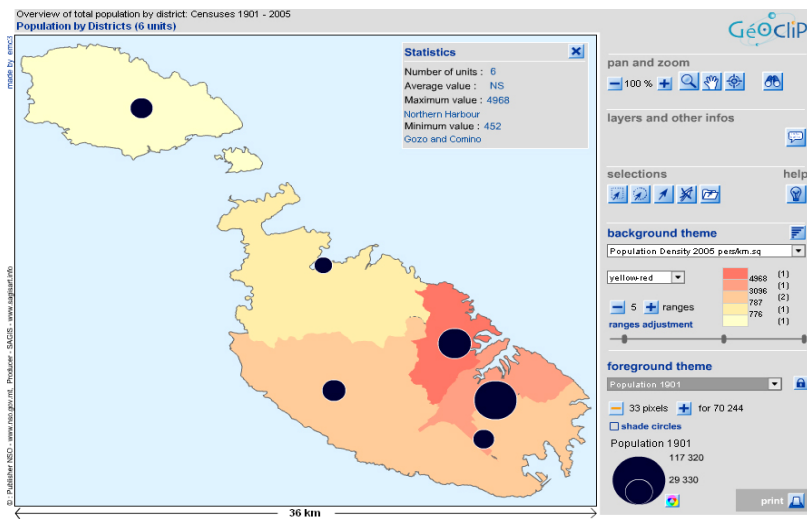 Overview of total population by district: Censuses 1901 - 2005
Population by Districts (6 units)
made by emc3
© : Publisher NSO - www.nso.gov.mt, Producer - SAGIS - www.sagisart.info
Statistics
Number of units : 6
Average value : NS
Maximum value : 4968
Northern Harbour
Minimum value : 452
Gozo and Comino
36 km
GéOcliP
pan and zoom
100 %
layers and other infos
selections
help
background theme
Population Density 2005 pers/km.sq
yellow-red
4968 (1)
3096 (1)
787 (2)
776 (1)
(1)
5 ranges
ranges adjustment
foreground theme
Population 1901
33 pixels for 70 244
shade circles
Population 1901
117 320
29 330
print